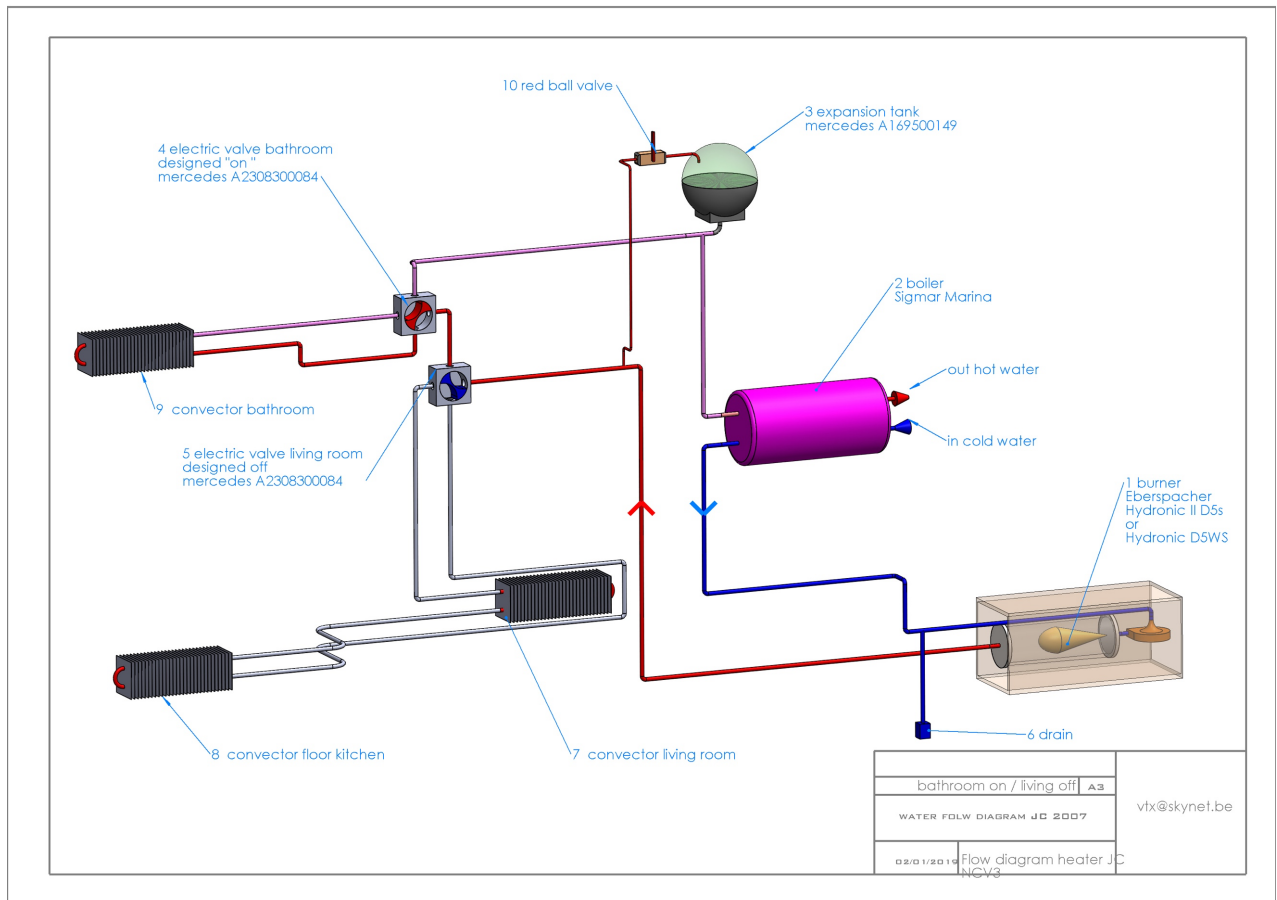 10 red ball valve
3 expansion tank
mercedes A169500149
4 electric valve bathroom
designed "on "
mercedes A2308300084
2 boiler
Sigmar Marina
out hot water
9 convector bathroom
in cold water
5 electric valve living room
designed off
mercedes A2308300084
1 burner
Eberspacher
Hydronic II D5s
or
Hydronic D5WS
6 drain
8 convector floor kitchen
7 convector living room
bathroom on / living off A3
WATER FOLW DIAGRAM JC 2007
vtx@skynet.be
02/01/2019 Flow diagram heater JC
NCV3